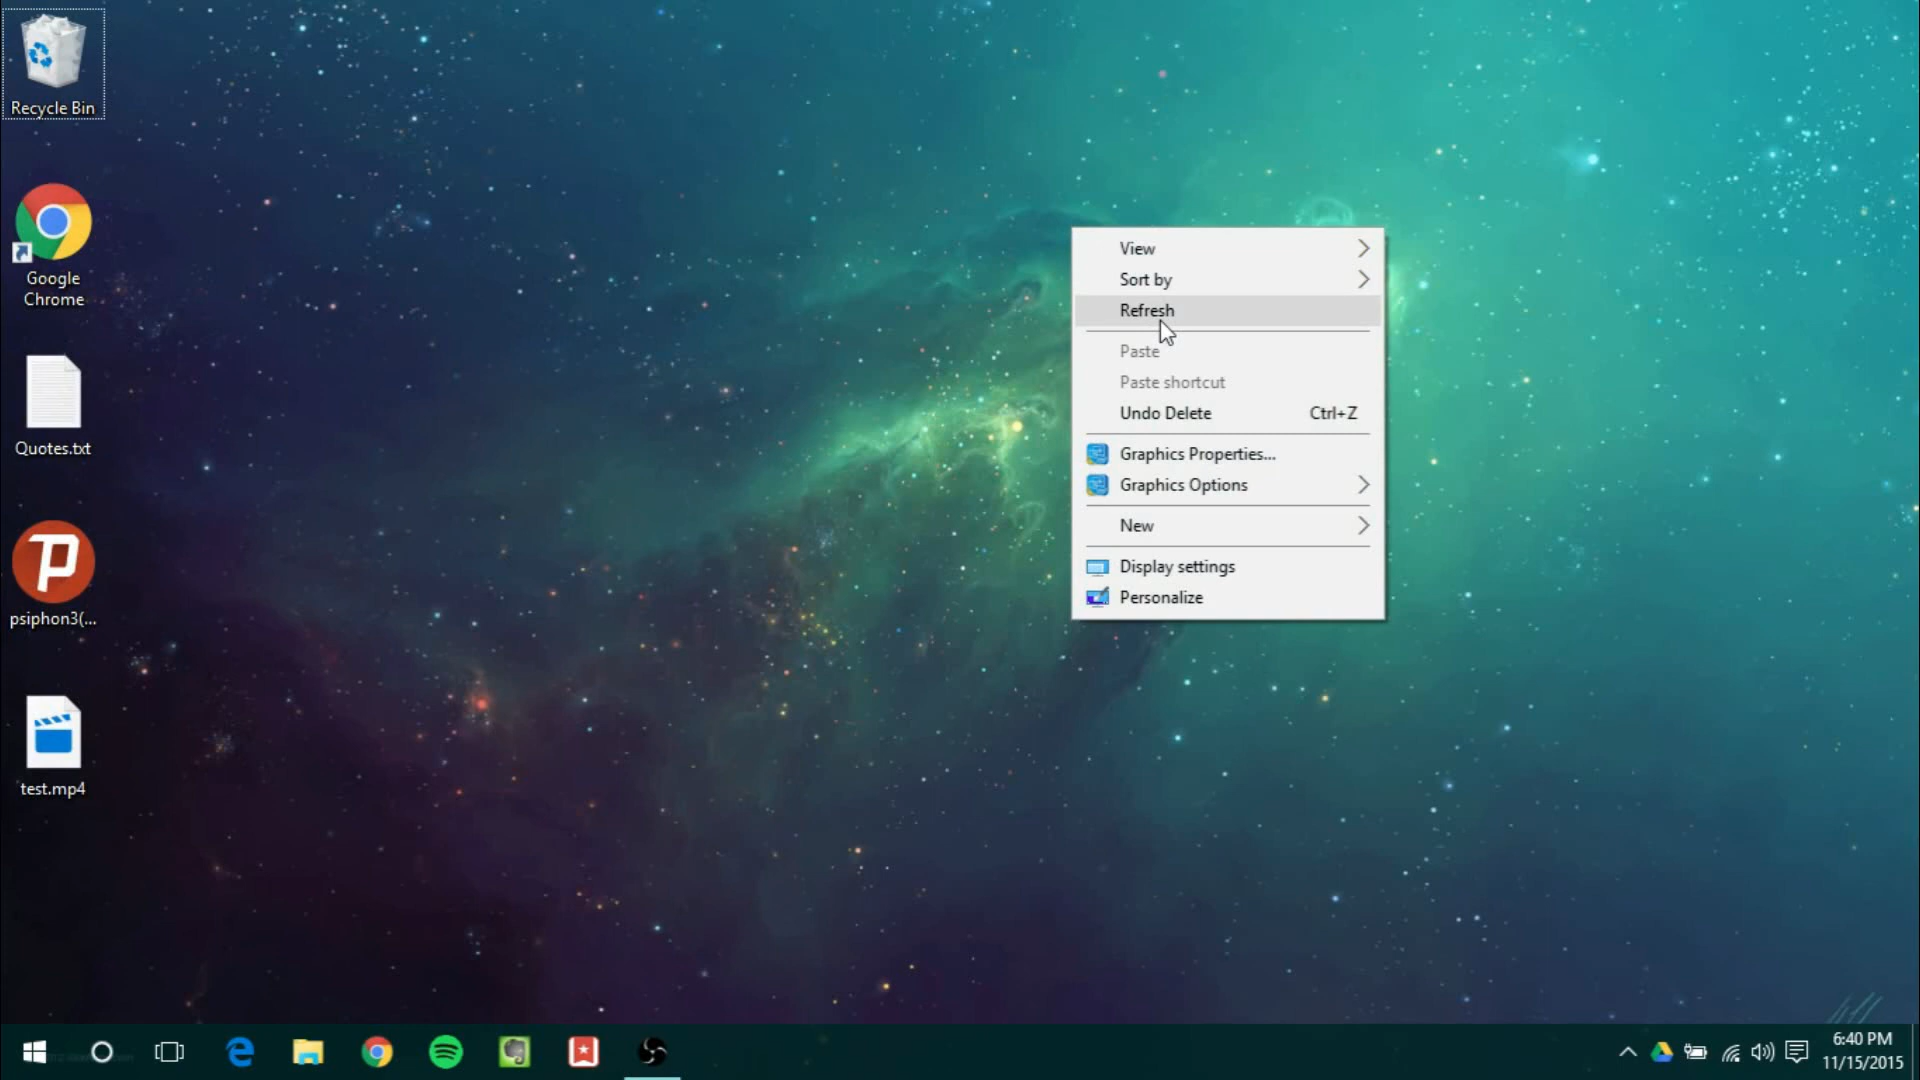 Recycle Bin
Google
Chrome
Quotes.txt
psiphon3(...
test.mp4
View
Sort by
Refresh
Paste
Paste shortcut
Undo Delete Ctrl+Z
Graphics Properties...
Graphics Options
New
Display settings
Personalize
6:40 PM
11/15/2015